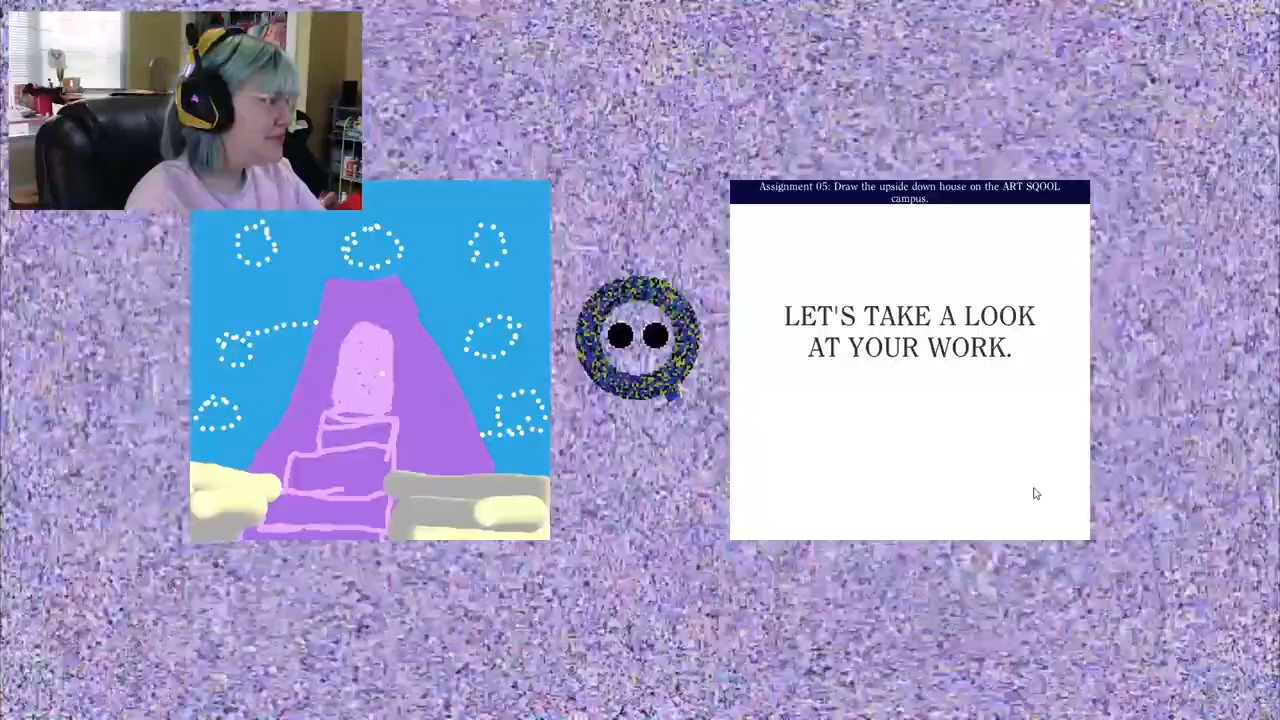 Assignment 05: Draw the upside down house on the ART SQOOL
campus.
LET'S TAKE A LOOK
AT YOUR WORK.